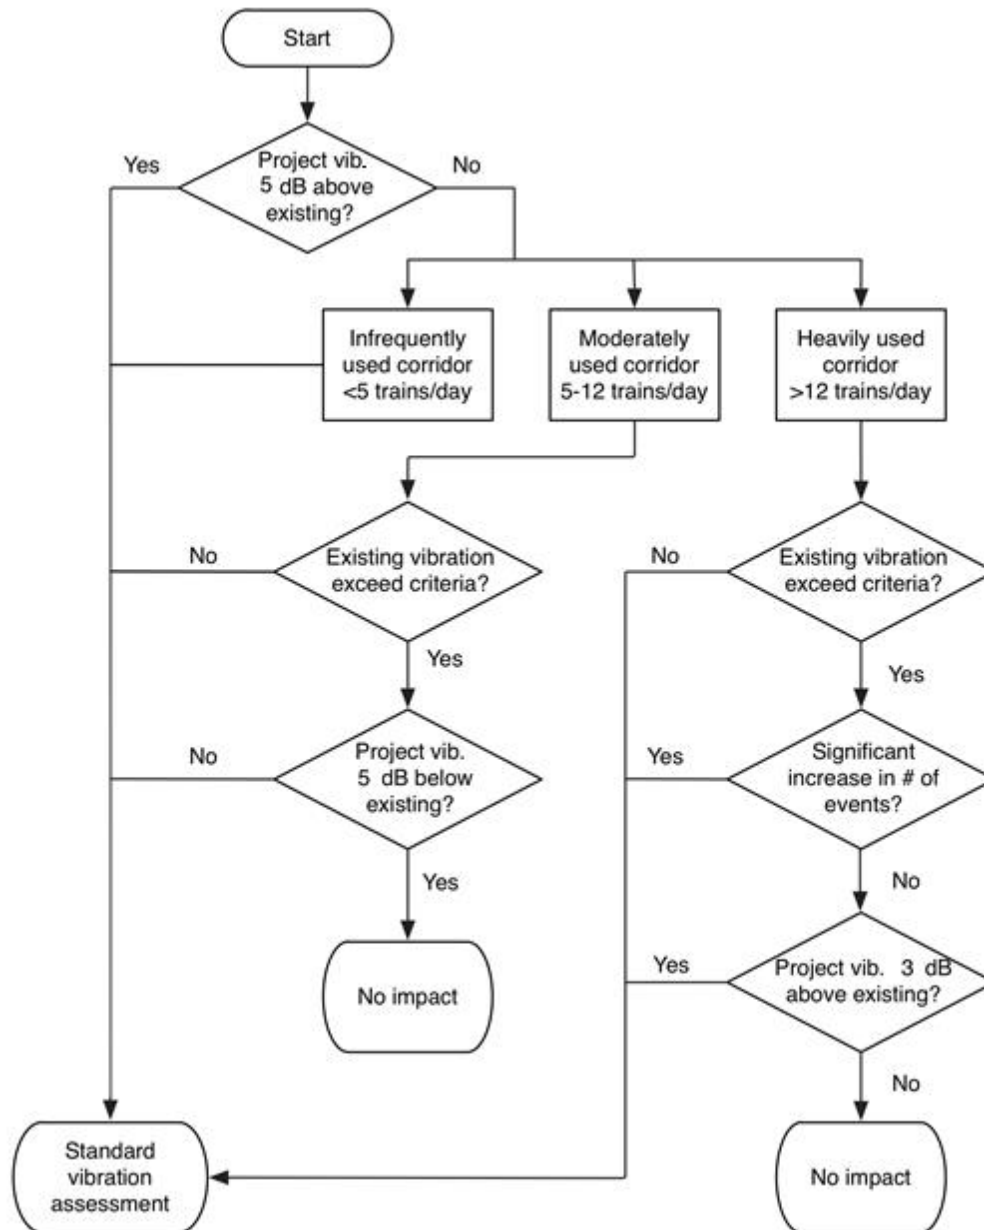 Start
Yes
No
Project vib.
5 dB above
existing?
Infrequently
used corridor
<5 trains/day
Moderately
used corridor
5-12 trains/day
Heavily used
corridor
>12 trains/day
No
Existing vibration
exceed criteria?
No
Existing vibration
exceed criteria?
Yes
Yes
No
Project vib.
5 dB below
existing?
Yes
Significant
increase in # of
events?
Yes
No
No impact
Yes
Project vib. 3 dB
above existing?
No
Standard
vibration
assessment
No impact